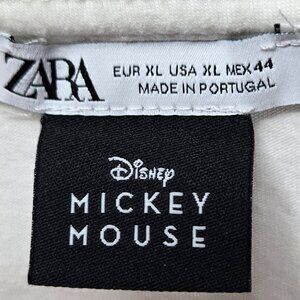 ZARA
EUR XL USA XL MEX 44
MADE IN PORTUGAL
Disney
MICKEY
MOUSE